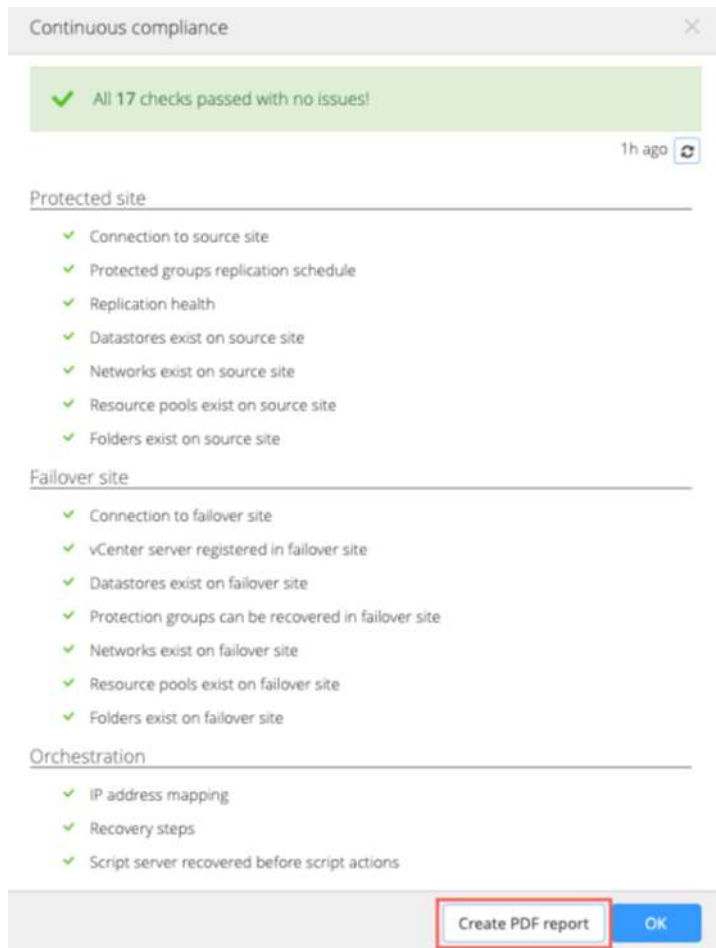 Continuous compliance
All 17 checks passed with no issues!
1h ago
Protected site
Connection to source site
Protected groups replication schedule
Replication health
Datastores exist on source site
Networks exist on source site
Resource pools exist on source site
Folders exist on source site
Failover site
Connection to failover site
vCenter server registered in failover site
Datastores exist on failover site
Protection groups can be recovered in failover site
Networks exist on failover site
Resource pools exist on failover site
Folders exist on failover site
Orchestration
IP address mapping
Recovery steps
Script server recovered before script actions
Create PDF report OK